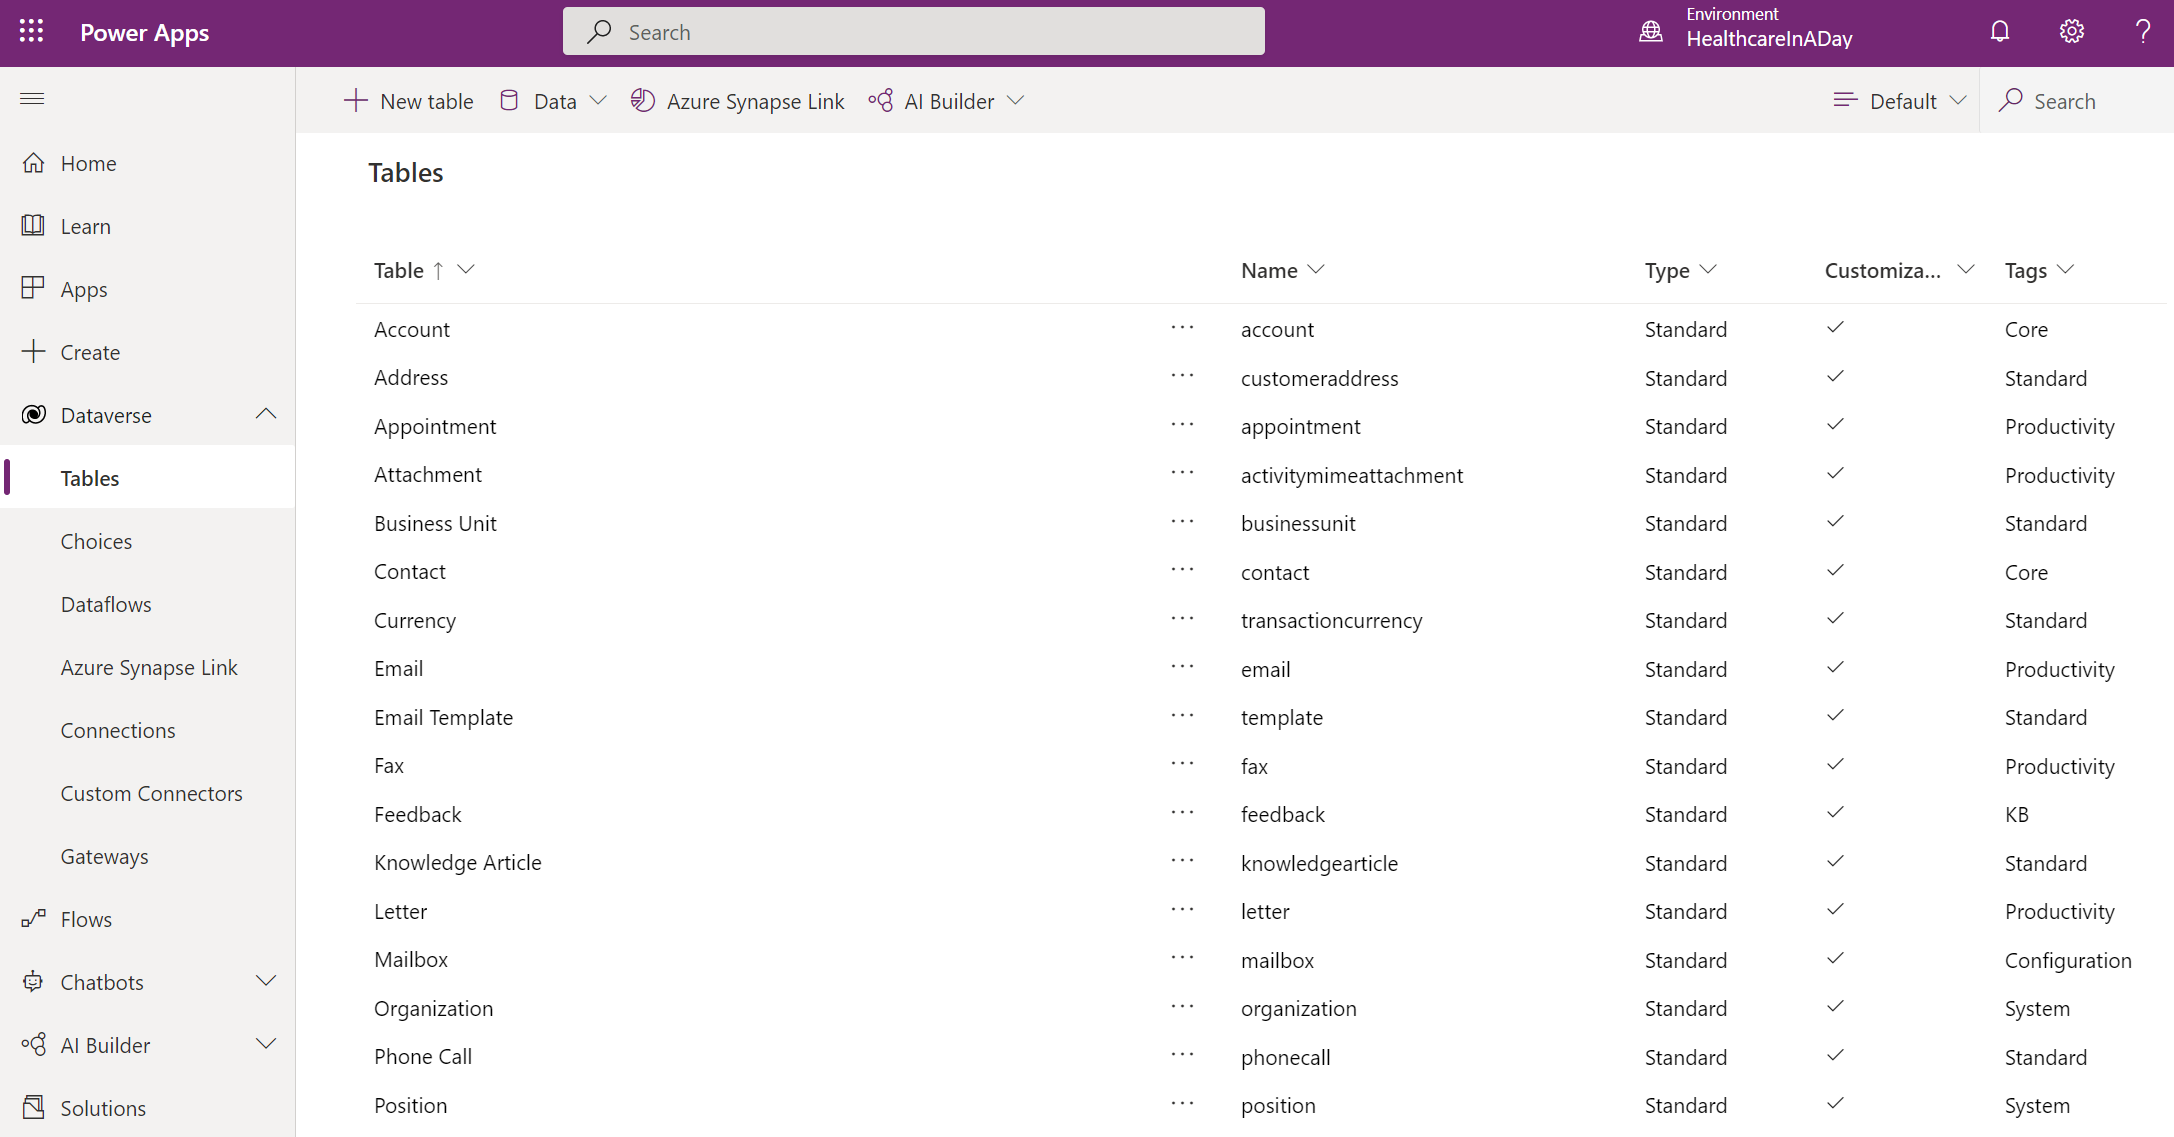 Power Apps
Search
Environment
HealthcareInADay
?
New table
Data
Azure Synapse Link
AI Builder
Default
Search
Home
Learn
Apps
Create
Dataverse
Tables
Choices
Dataflows
Azure Synapse Link
Connections
Custom Connectors
Gateways
Flows
Chatbots
AI Builder
Solutions
Tables
Table ↑ Name Type Customiza... Tags
Account ... account Standard ✓ Core
Address ... customeraddress Standard ✓ Standard
Appointment ... appointment Standard ✓ Productivity
Attachment ... activitymimeattachment Standard ✓ Productivity
Business Unit ... businessunit Standard ✓ Standard
Contact ... contact Standard ✓ Core
Currency ... transactioncurrency Standard ✓ Standard
Email ... email Standard ✓ Productivity
Email Template ... template Standard ✓ Standard
Fax ... fax Standard ✓ Productivity
Feedback ... feedback Standard ✓ KB
Knowledge Article ... knowledgearticle Standard ✓ Standard
Letter ... letter Standard ✓ Productivity
Mailbox ... mailbox Standard ✓ Configuration
Organization ... organization Standard ✓ System
Phone Call ... phonecall Standard ✓ Standard
Position ... position Standard ✓ System